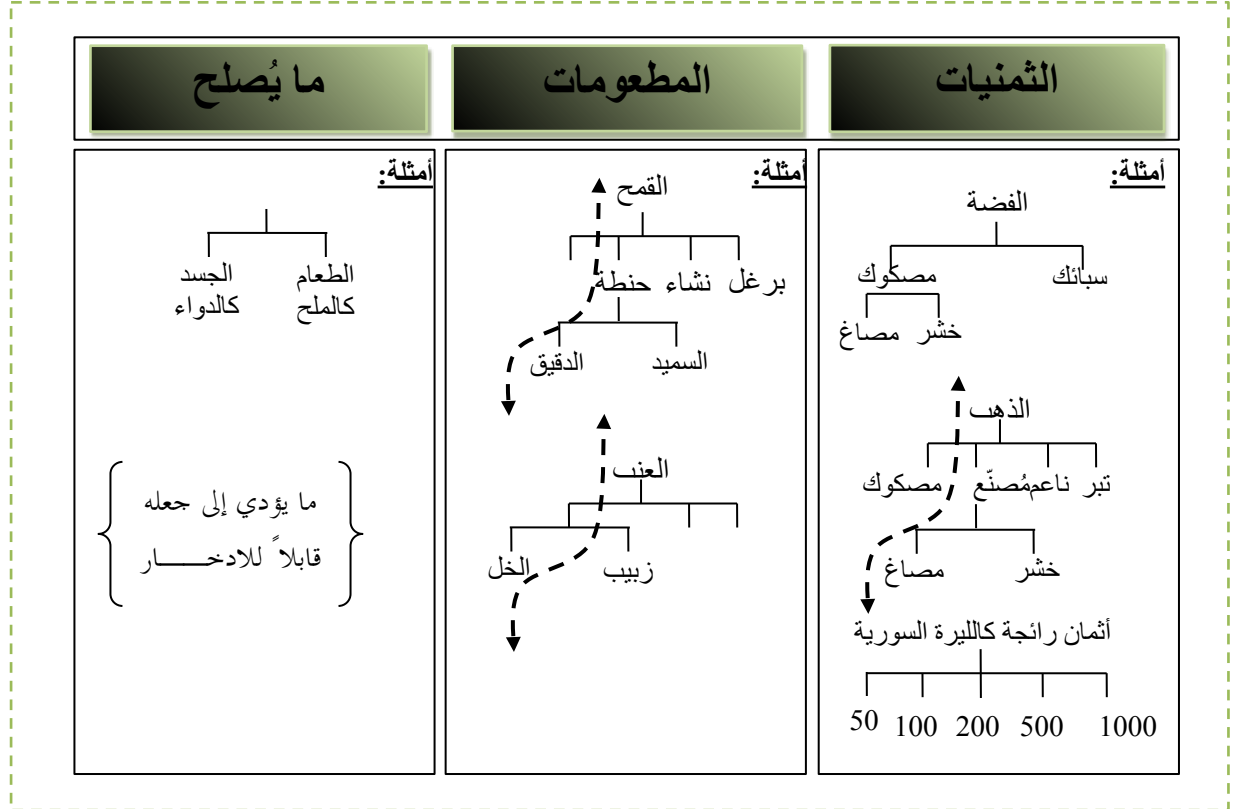 الثمنيات
المطعومات
ما يُصلح
أمثلة:
الفضة
سبائك
مصكوك
خشر
مصاغ
الذهب
تبر
ناعم
مُصنّع
مصكوك
خشر
مصاغ
أثمان رائجة كالليرة السورية
50 100 200 500 1000
أمثلة:
القمح
برغل
نشاء
حنطة
السميد
الدقيق
العنب
زبيب
الخل
أمثلة:
الطعام
كالملح
الجسد
كالدواء
ما يؤدي إلى جعله
قابلاً للادخــــار